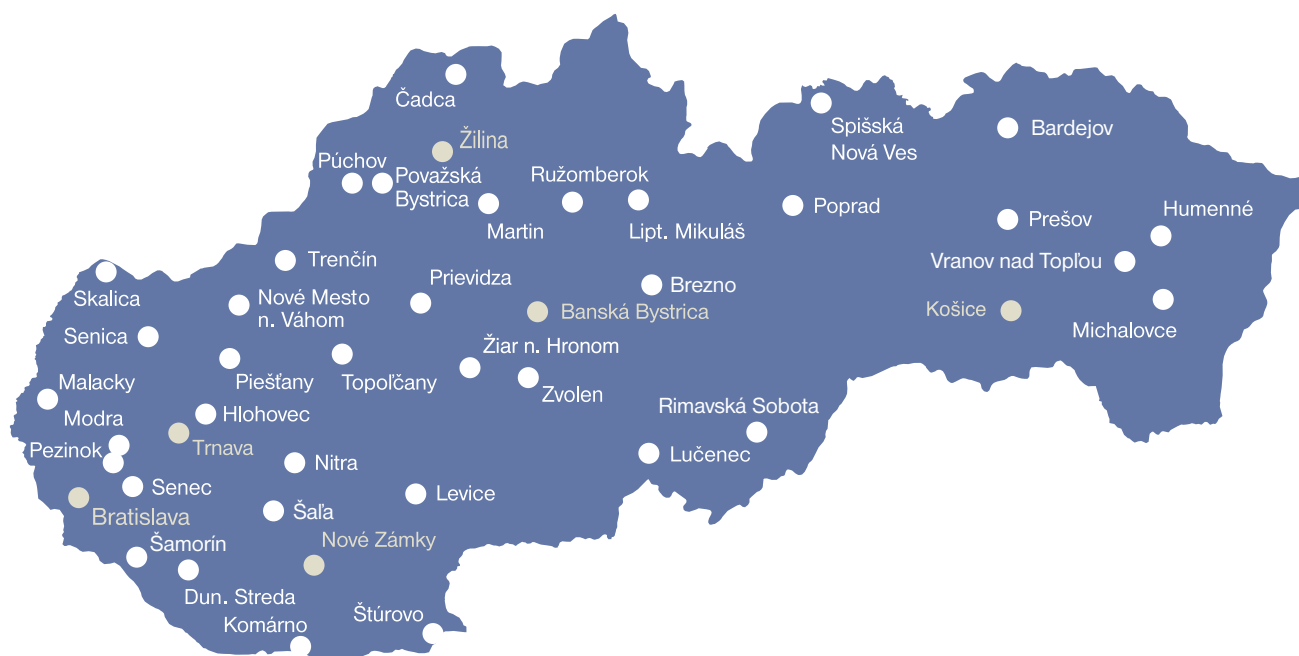 Čadca
Žilina
Spišská
Nová Ves
Bardejov
Púchov
Považská
Bystrica
Ružomberok
Martin
Lipt. Mikuláš
Poprad
Prešov
Humenné
Vranov nad Topľou
Trenčín
Prievidza
Brezno
Skalica
Nové Mesto
n. Váhom
Banská Bystrica
Košice
Michalovce
Senica
Žiar n. Hronom
Piešťany
Topoľčany
Zvolen
Malacky
Modra
Hlohovec
Rimavská Sobota
Pezinok
Trnava
Nitra
Lučenec
Senec
Levice
Bratislava
Šaľa
Nové Zámky
Šamorín
Dun. Streda
Komárno
Štúrovo